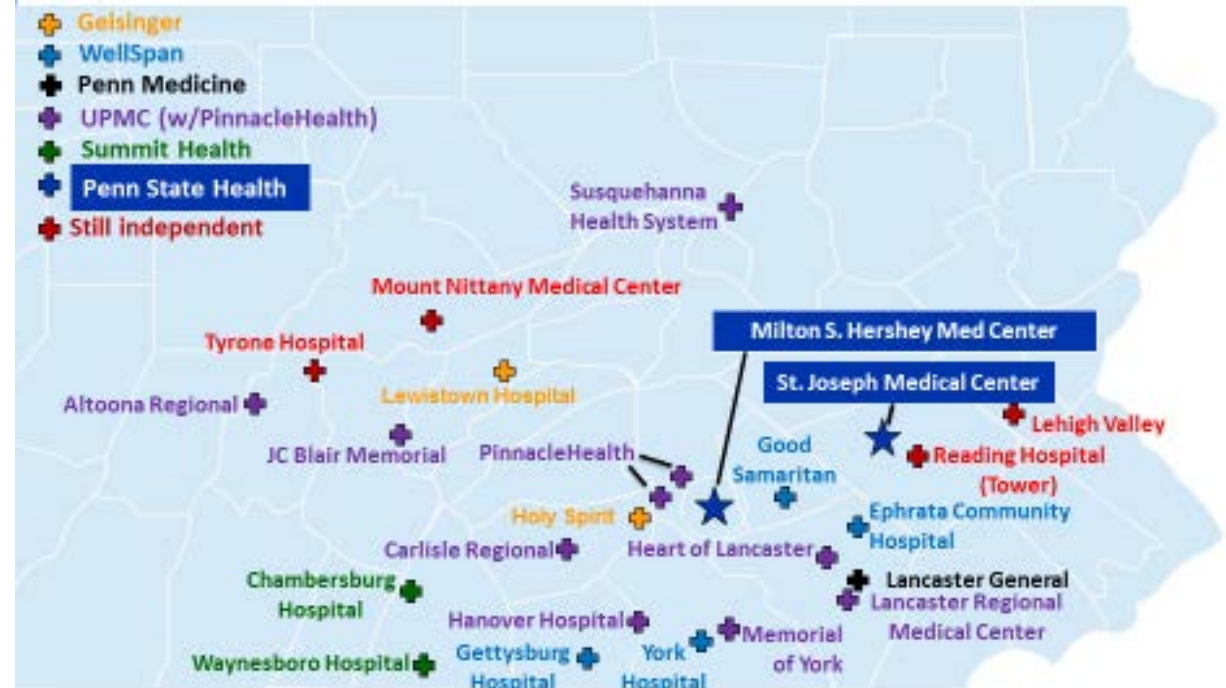 Geisinger
WellSpan
Penn Medicine
UPMC (w/PinnacleHealth)
Summit Health
Penn State Health
Still independent
Susquehanna
Health System
Mount Nittany Medical Center
Milton S. Hershey Med Center
Tyrone Hospital
St. Joseph Medical Center
Lewistown Hospital
Altoona Regional
Lehigh Valley
JC Blair Memorial
PinnacleHealth
Good
Samaritan
Reading Hospital
(Tower)
Holy Spirit
Ephrata Community
Hospital
Carlisle Regional
Heart of Lancaster
Chambersburg
Hospital
Lancaster General
Lancaster Regional
Medical Center
Hanover Hospital
Memorial
of York
Waynesboro Hospital
Gettysburg
Hospital
York
Hospital